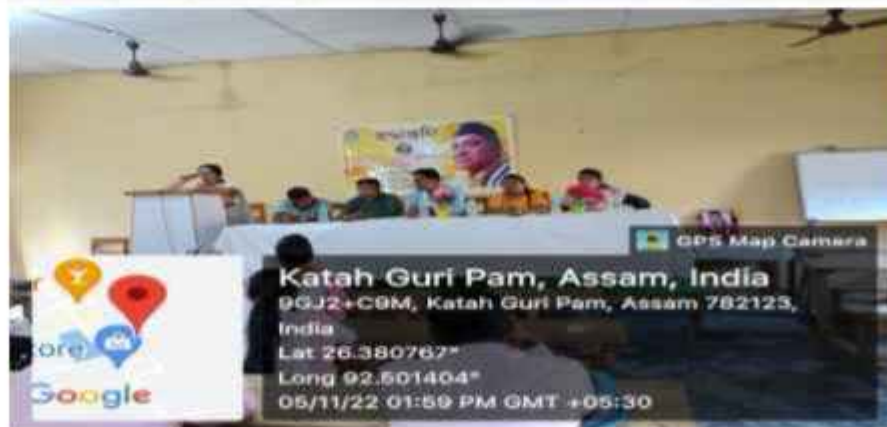 GPS Map Camera
Katah Guri Pam, Assam, India
9GJ2+C9M, Katah Guri Pam, Assam 782123,
India
Lat 26.380767°
Long 92.501404°
05/11/22 01:59 PM GMT +05:30
ore
Google